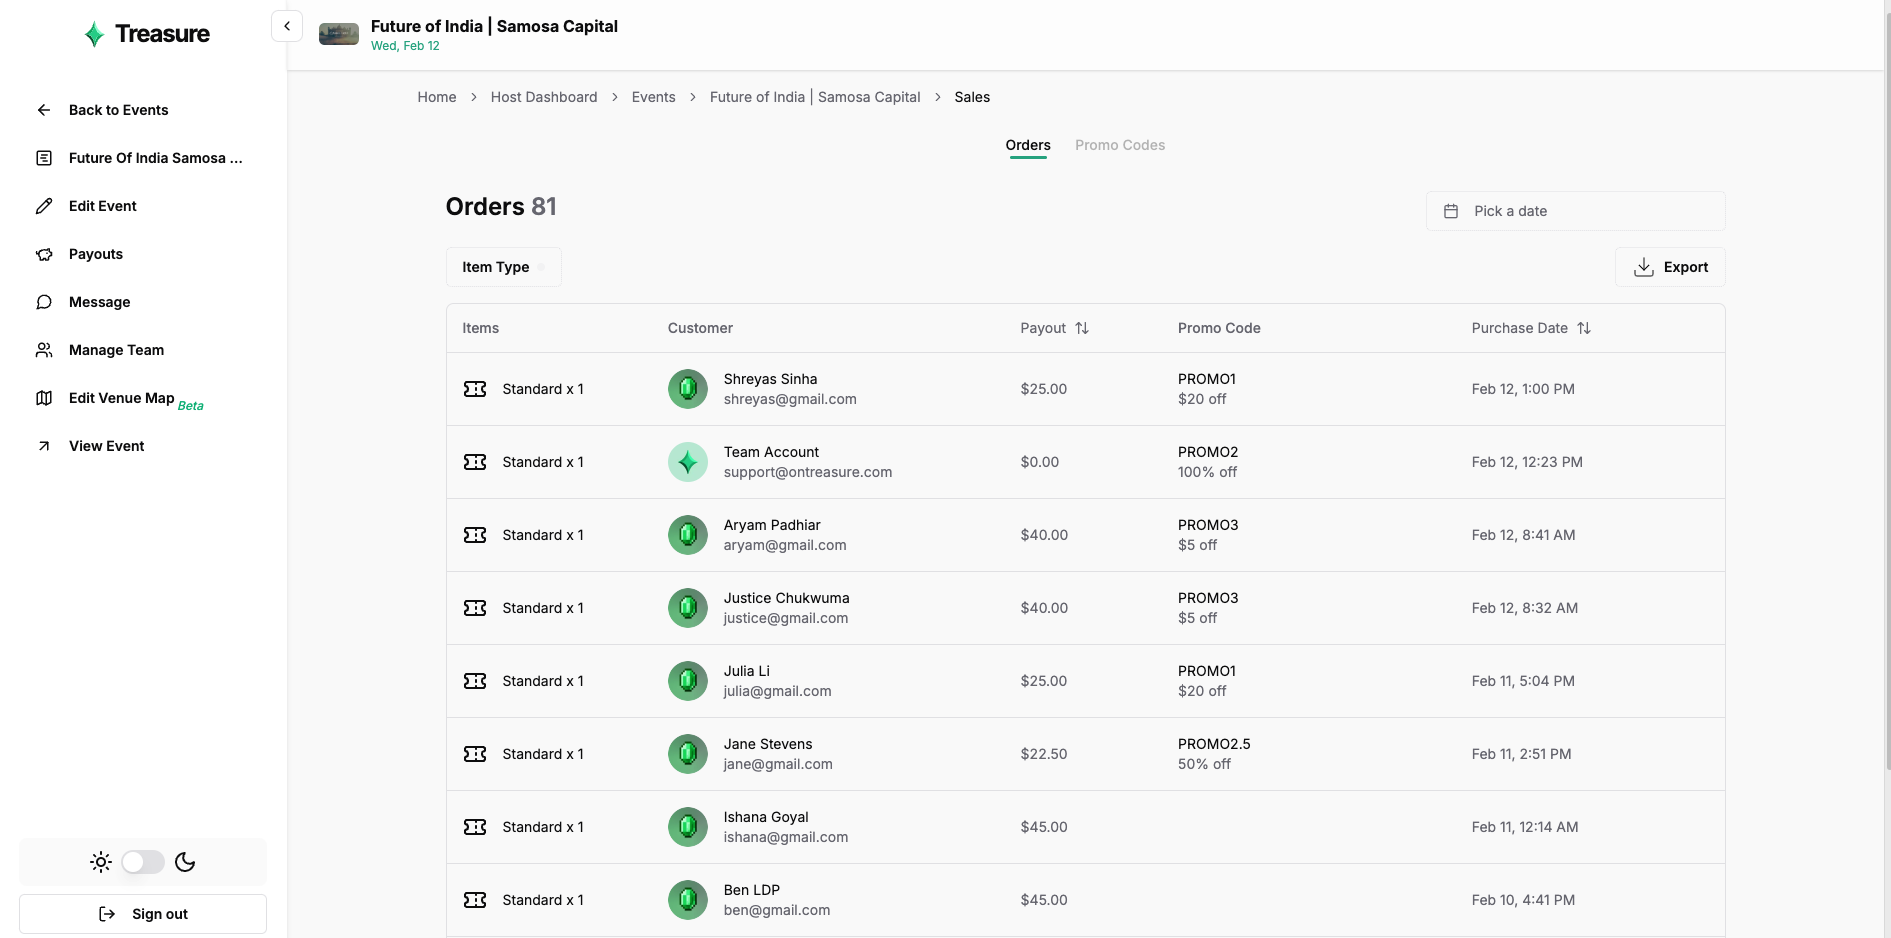 Treasure
Future of India | Samosa Capital
Wed, Feb 12
Back to Events
Future Of India Samosa ...
Edit Event
Payouts
Message
Manage Team
Edit Venue Map Beta
View Event
Sign out
Home > Host Dashboard > Events > Future of India | Samosa Capital > Sales
Orders Promo Codes
Orders 81
Pick a date
Item Type
Export
Items Customer Payout Promo Code Purchase Date
Standard x 1
Shreyas Sinha
shreyas@gmail.com
$25.00
PROMO1
$20 off
Feb 12, 1:00 PM
Standard x 1
Team Account
support@ontreasure.com
$0.00
PROMO2
100% off
Feb 12, 12:23 PM
Standard x 1
Aryam Padhiar
aryam@gmail.com
$40.00
PROMO3
$5 off
Feb 12, 8:41 AM
Standard x 1
Justice Chukwuma
justice@gmail.com
$40.00
PROMO3
$5 off
Feb 12, 8:32 AM
Standard x 1
Julia Li
julia@gmail.com
$25.00
PROMO1
$20 off
Feb 11, 5:04 PM
Standard x 1
Jane Stevens
jane@gmail.com
$22.50
PROMO2.5
50% off
Feb 11, 2:51 PM
Standard x 1
Ishana Goyal
ishana@gmail.com
$45.00
Feb 11, 12:14 AM
Standard x 1
Ben LDP
ben@gmail.com
$45.00
Feb 10, 4:41 PM